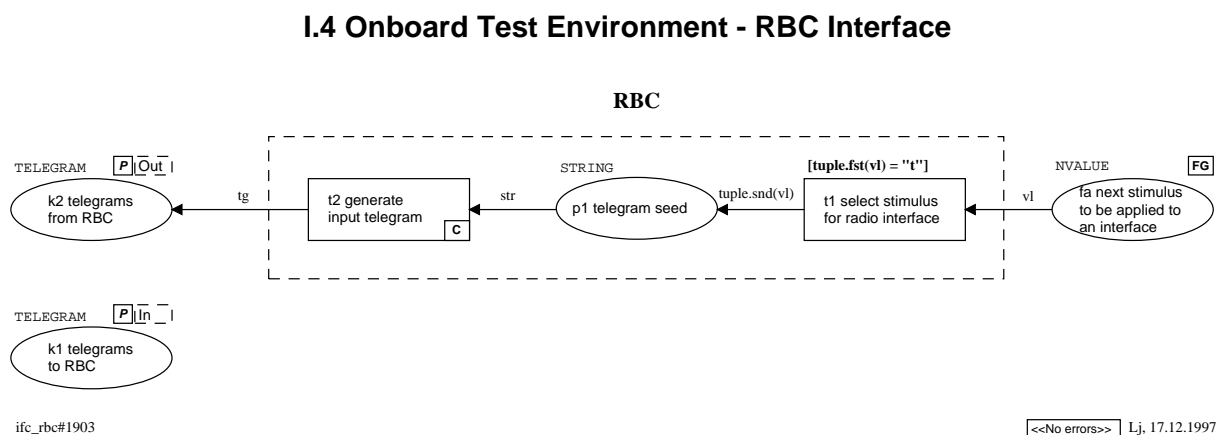 I.4 Onboard Test Environment - RBC Interface
RBC
TELEGRAM P Out
k2 telegrams
from RBC
tg
t2 generate
input telegram
C
str
STRING
p1 telegram seed
tuple.snd(vl)
[tuple.fst(vl) = "t"]
t1 select stimulus
for radio interface
vl
NVALUE FG
fa next stimulus
to be applied to
an interface
TELEGRAM P In
k1 telegrams
to RBC
ifc_rbc#1903
<<No errors>> Lj, 17.12.1997